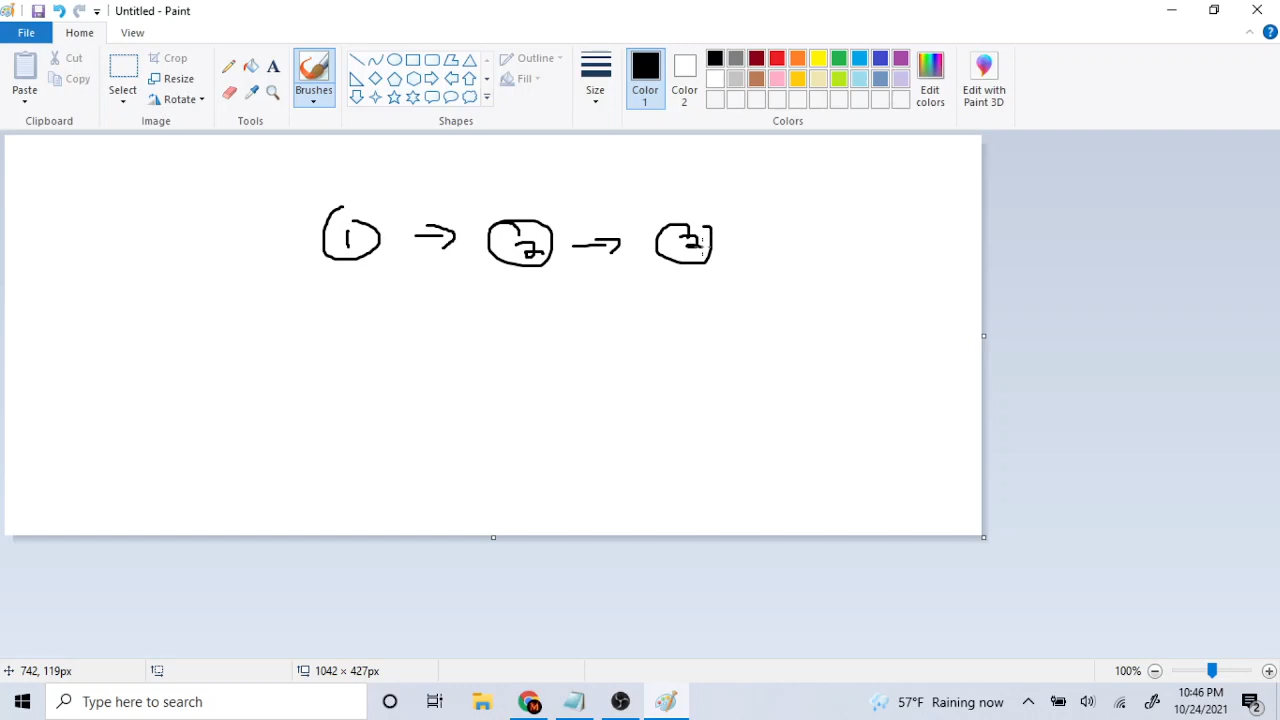 Untitled - Paint
File Home View
Paste
Cut
Copy
Clipboard
Select
Crop
Resize
Rotate
Image
A
Tools
Brushes
Outline
Fill
Shapes
Size
Color 1
Color 2
Edit colors
Colors
Edit with Paint 3D
1 → 2 →
742, 119px
1042 × 427px
100%
Type here to search
57°F Raining now
10:46 PM
10/24/2021
2